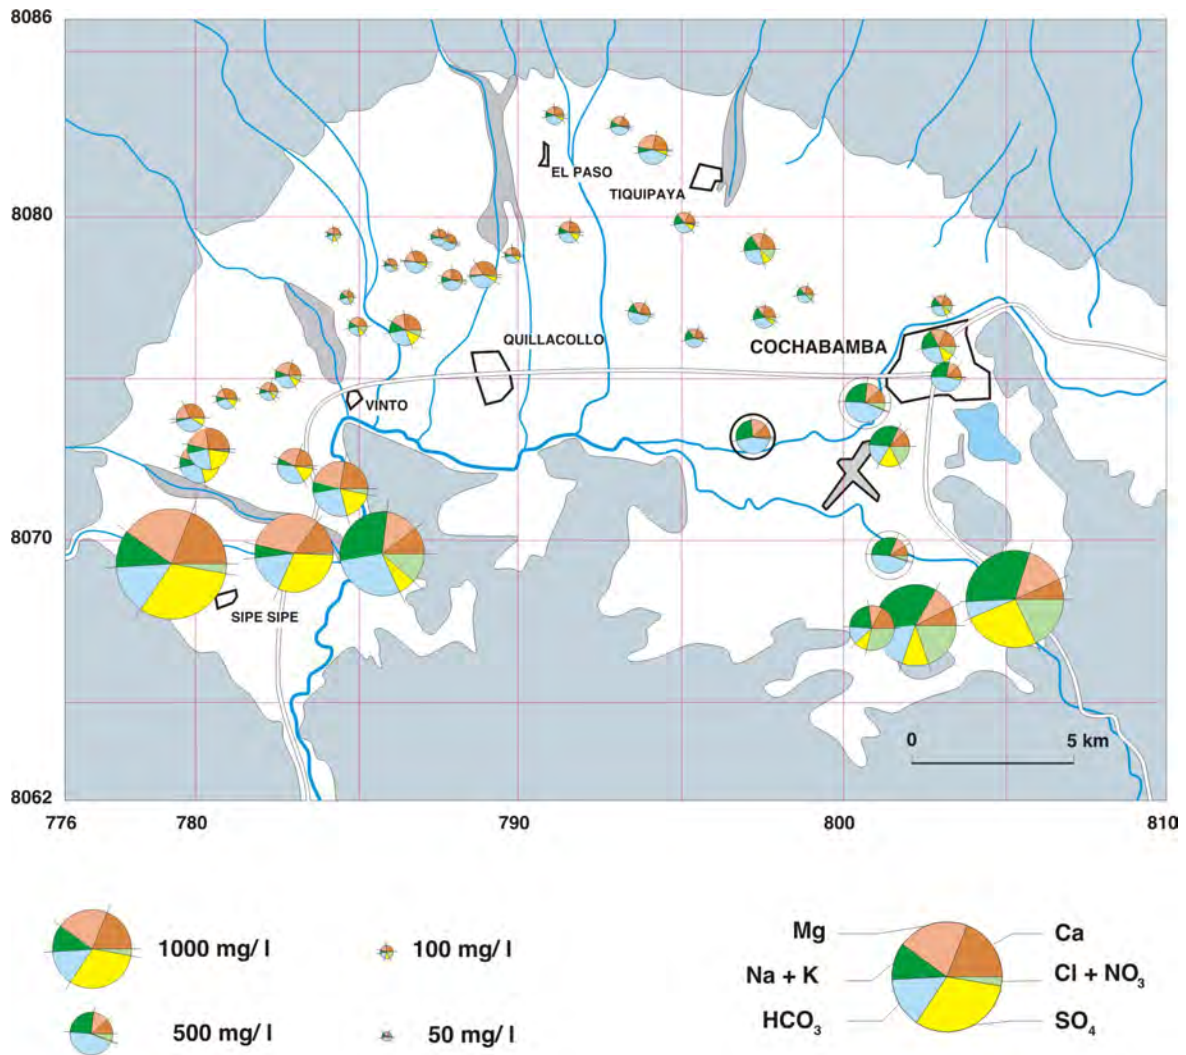 8086
EL PASO
TIQUIPAYA
8080
QUILLACOLLO
COCHABAMBA
VINTO
8070
SIPE SIPE
0 5 km
8062
776 780 790 800 810
Mg Ca
1000 mg/ l 100 mg/ l
Na + K Cl + NO₃
HCO₃ SO₄
500 mg/ l 50 mg/ l